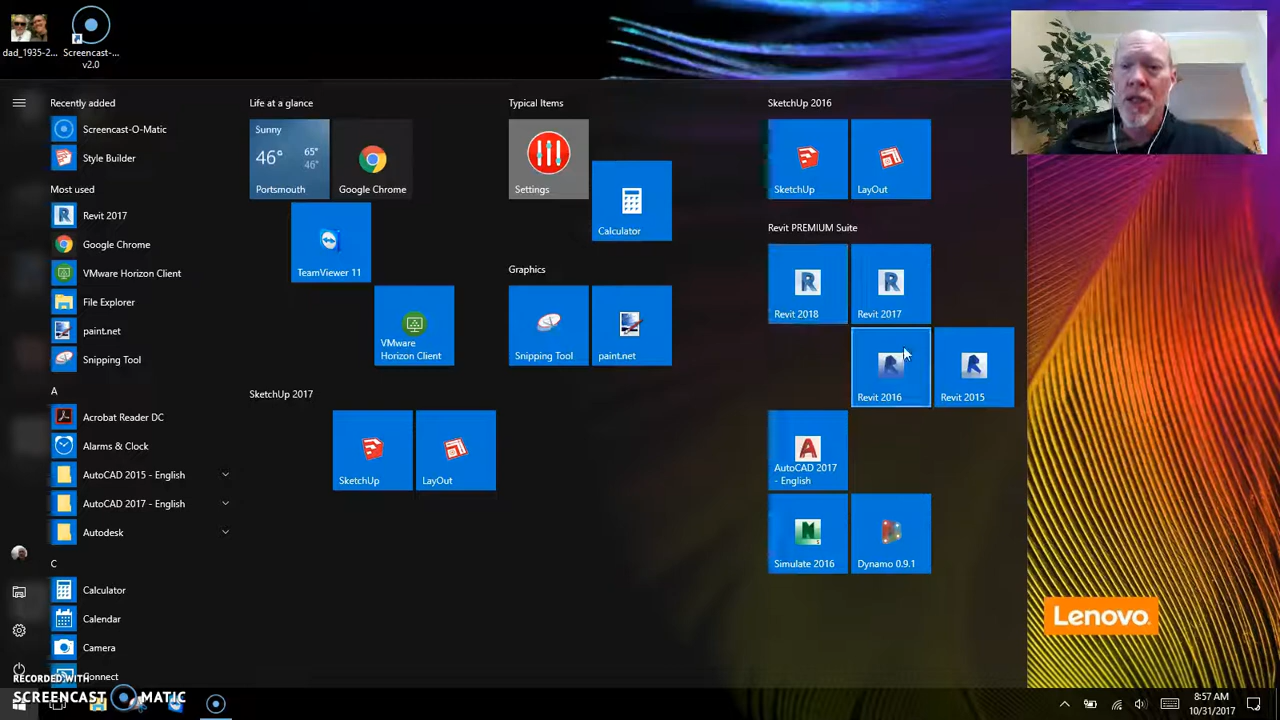 dad_1935-2...
Screencast-...
v2.0
Recently added
Screencast-O-Matic
Style Builder
Most used
Revit 2017
Google Chrome
VMware Horizon Client
File Explorer
paint.net
Snipping Tool
A
Acrobat Reader DC
Alarms & Clock
AutoCAD 2015 - English
AutoCAD 2017 - English
Autodesk
C
Calculator
Calendar
Camera
Connect
Life at a glance
Sunny
46° 65°
46°
Portsmouth
Google Chrome
TeamViewer 11
VMware
Horizon Client
SketchUp 2017
SketchUp
LayOut
Typical Items
Settings
Calculator
Graphics
Snipping Tool
paint.net
SketchUp 2016
SketchUp
LayOut
Revit PREMIUM Suite
Revit 2018
Revit 2017
Revit 2016
Revit 2015
AutoCAD 2017
- English
Simulate 2016
Dynamo 0.9.1
Lenovo
RECORDED WITH
SCREENCAST MATIC
8:57 AM
10/31/2017